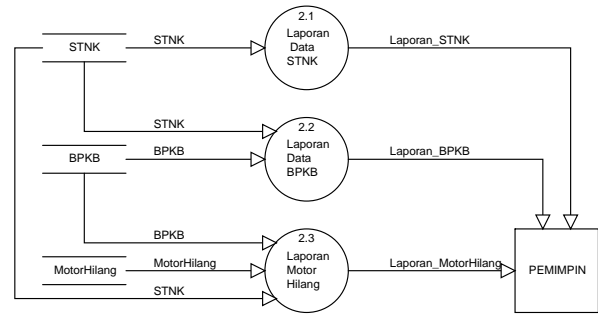 2.1
Laporan
Data
STNK
STNK
STNK
Laporan_STNK
STNK
2.2
Laporan
Data
BPKB
BPKB
BPKB
Laporan_BPKB
BPKB
2.3
Laporan
Motor
Hilang
MotorHilang
MotorHilang
Laporan_MotorHilang
PEMIMPIN
STNK